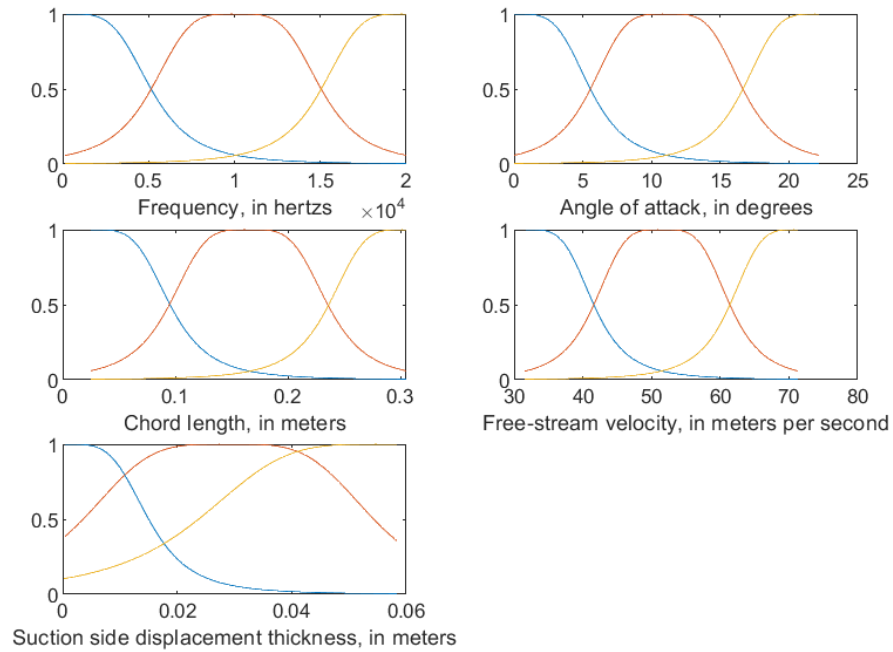 1
0.5
0
0 0.5 1 1.5 2
Frequency, in hertzs ×10⁴
1
0.5
0
0 5 10 15 20 25
Angle of attack, in degrees
1
0.5
0
0.1 0.2 0.3
Chord length, in meters
1
0.5
0
30 40 50 60 70 80
Free-stream velocity, in meters per second
1
0.5
0
0 0.02 0.04 0.06
Suction side displacement thickness, in meters